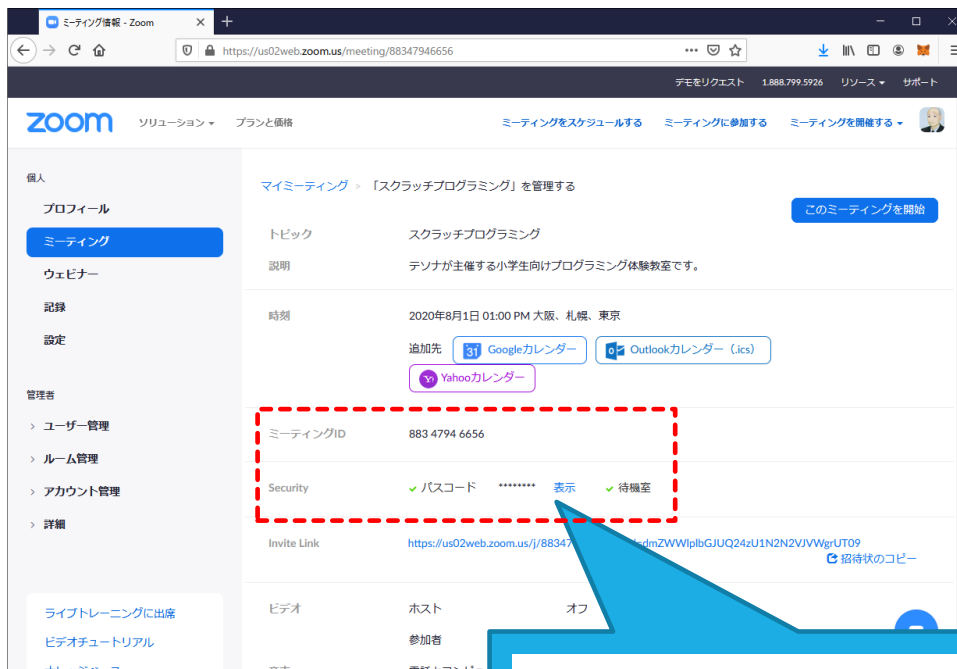 ミーティング情報 - Zoom
https://us02web.zoom.us/meeting/88347946656
デモをリクエスト 1.888.799.5926 リソース サポート
zoom ソリューション プランと価格 ミーティングをスケジュールする ミーティングに参加する ミーティングを開催する
個人
プロフィール
ミーティング
ウェビナー
記録
設定
管理者
ユーザー管理
ルーム管理
アカウント管理
詳細
ライブトレーニングに出席
ビデオチュートリアル
マイミーティング > 「スクラッチプログラミング」を管理する
このミーティングを開始
トピック スクラッチプログラミング
説明 テソナが主催する小学生向けプログラミング体験教室です。
時刻 2020年8月1日 01:00 PM 大阪、札幌、東京
追加先 31 Googleカレンダー Outlookカレンダー (.ics)
Yahooカレンダー
ミーティングID 883 4794 6656
Security パスコード ******** 表示 待機室
Invite Link https://us02web.zoom.us/j/88347
招待状のコピー
ビデオ ホスト オフ
参加者